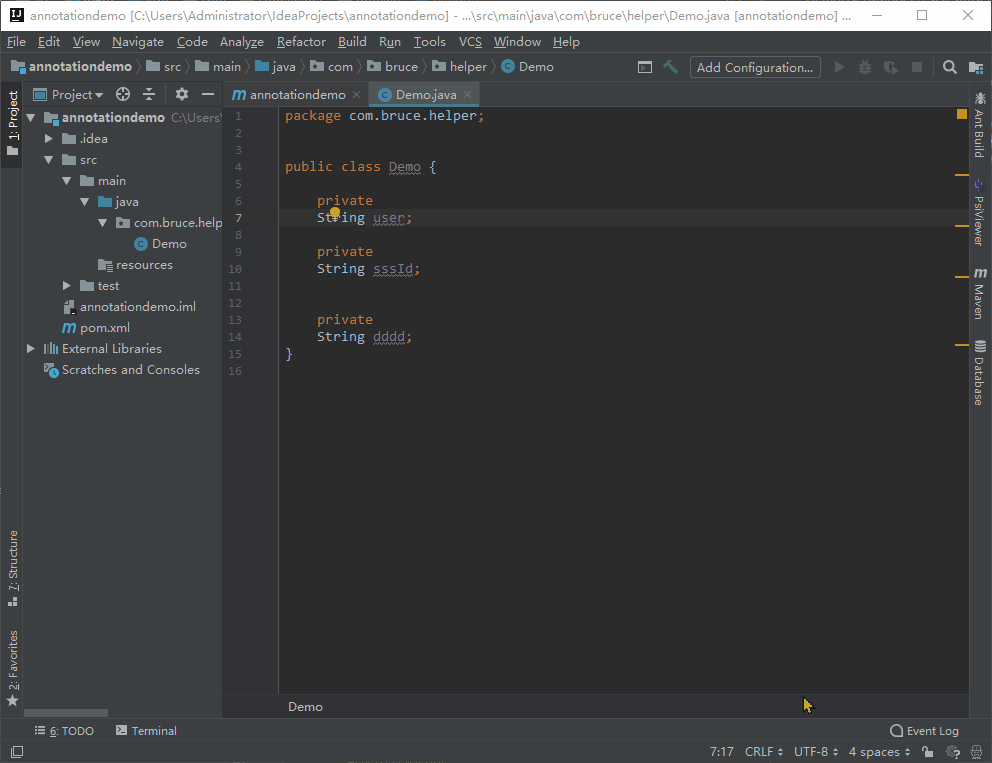 annotationdemo [C:\Users\Administrator\IdeaProjects\annotationdemo] - ...\src\main\java\com\bruce\helper\Demo.java [annotationdemo] ...
File Edit View Navigate Code Analyze Refactor Build Run Tools VCS Window Help
annotationdemo src main java com bruce helper Demo Add Configuration...
1: Project
7: Structure
2: Favorites
Project
annotationdemo C:\Users\
.idea
src
main
java
com.bruce.help
Demo
resources
test
annotationdemo.iml
pom.xml
External Libraries
Scratches and Consoles
annotationdemo Demo.java
1 package com.bruce.helper;
2
3
4 public class Demo {
5
6 private
7 String user;
8
9 private
10 String sssId;
11
12
13 private
14 String dddd;
15 }
16
Demo
Ant Build
PsiViewer
Maven
Database
6: TODO Terminal Event Log
7:17 CRLF UTF-8 4 spaces